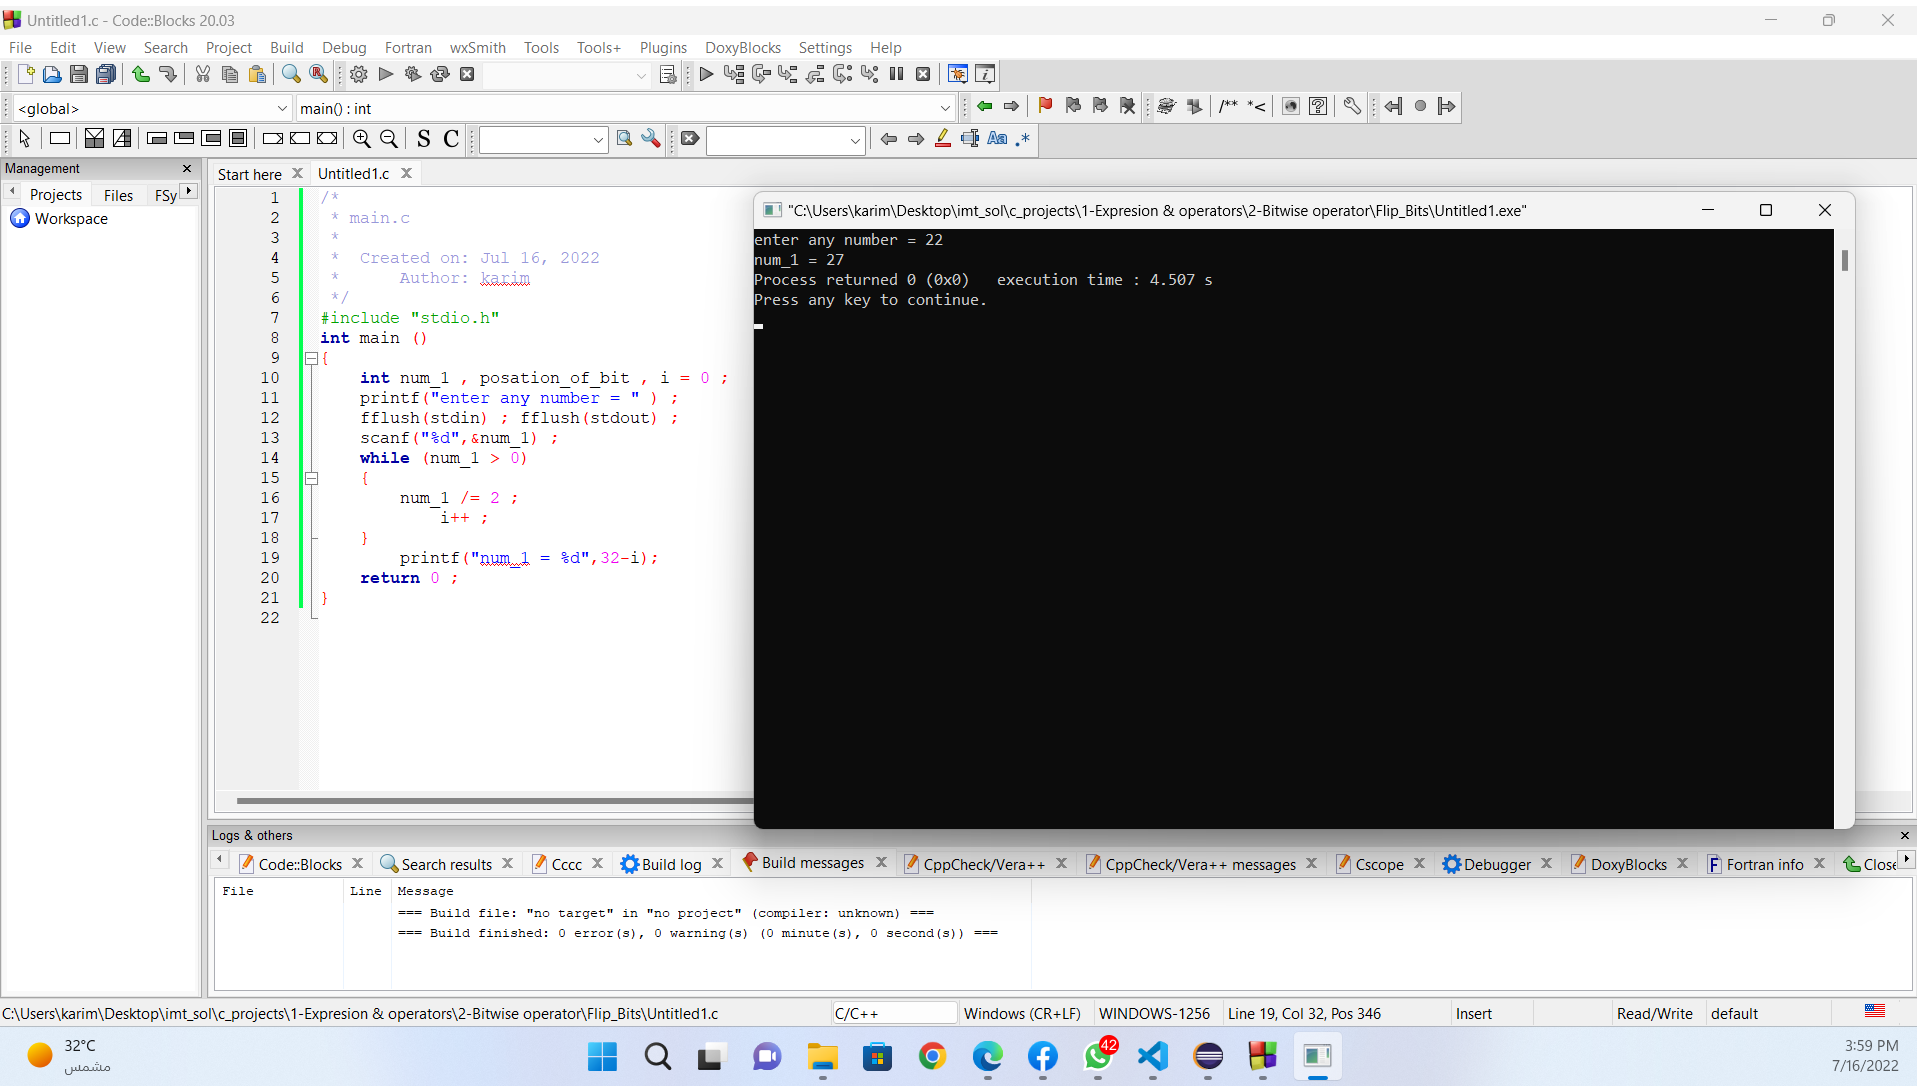 Untitled1.c - Code::Blocks 20.03
File Edit View Search Project Build Debug Fortran wxSmith Tools Tools+ Plugins DoxyBlocks Settings Help
<global> main() : int
/** *<
S C Aa .*
Management
Projects Files FSy
Workspace
Start here Untitled1.c
1 /*
2 * main.c
3 *
4 * Created on: Jul 16, 2022
5 * Author: karim
6 */
7 #include "stdio.h"
8 int main ()
9 {
10 int num_1 , posation_of_bit , i = 0 ;
11 printf("enter any number = " ) ;
12 fflush(stdin) ; fflush(stdout) ;
13 scanf("%d",&num_1) ;
14 while (num_1 > 0)
15 {
16 num_1 /= 2 ;
17 i++ ;
18 }
19 printf("num_1 = %d",32-i);
20 return 0 ;
21 }
22
"C:\Users\karim\Desktop\imt_sol\c_projects\1-Expresion & operators\2-Bitwise operator\Flip_Bits\Untitled1.exe"
enter any number = 22
num_1 = 27
Process returned 0 (0x0) execution time : 4.507 s
Press any key to continue.
Logs & others
Code::Blocks Search results Cccc Build log Build messages CppCheck/Vera++ CppCheck/Vera++ messages Cscope Debugger DoxyBlocks F Fortran info Close
File Line Message
=== Build file: "no target" in "no project" (compiler: unknown) ===
=== Build finished: 0 error(s), 0 warning(s) (0 minute(s), 0 second(s)) ===
C:\Users\karim\Desktop\imt_sol\c_projects\1-Expresion & operators\2-Bitwise operator\Flip_Bits\Untitled1.c C/C++ Windows (CR+LF) WINDOWS-1256 Line 19, Col 32, Pos 346 Insert Read/Write default
32°C
مشمس
42
3:59 PM
7/16/2022